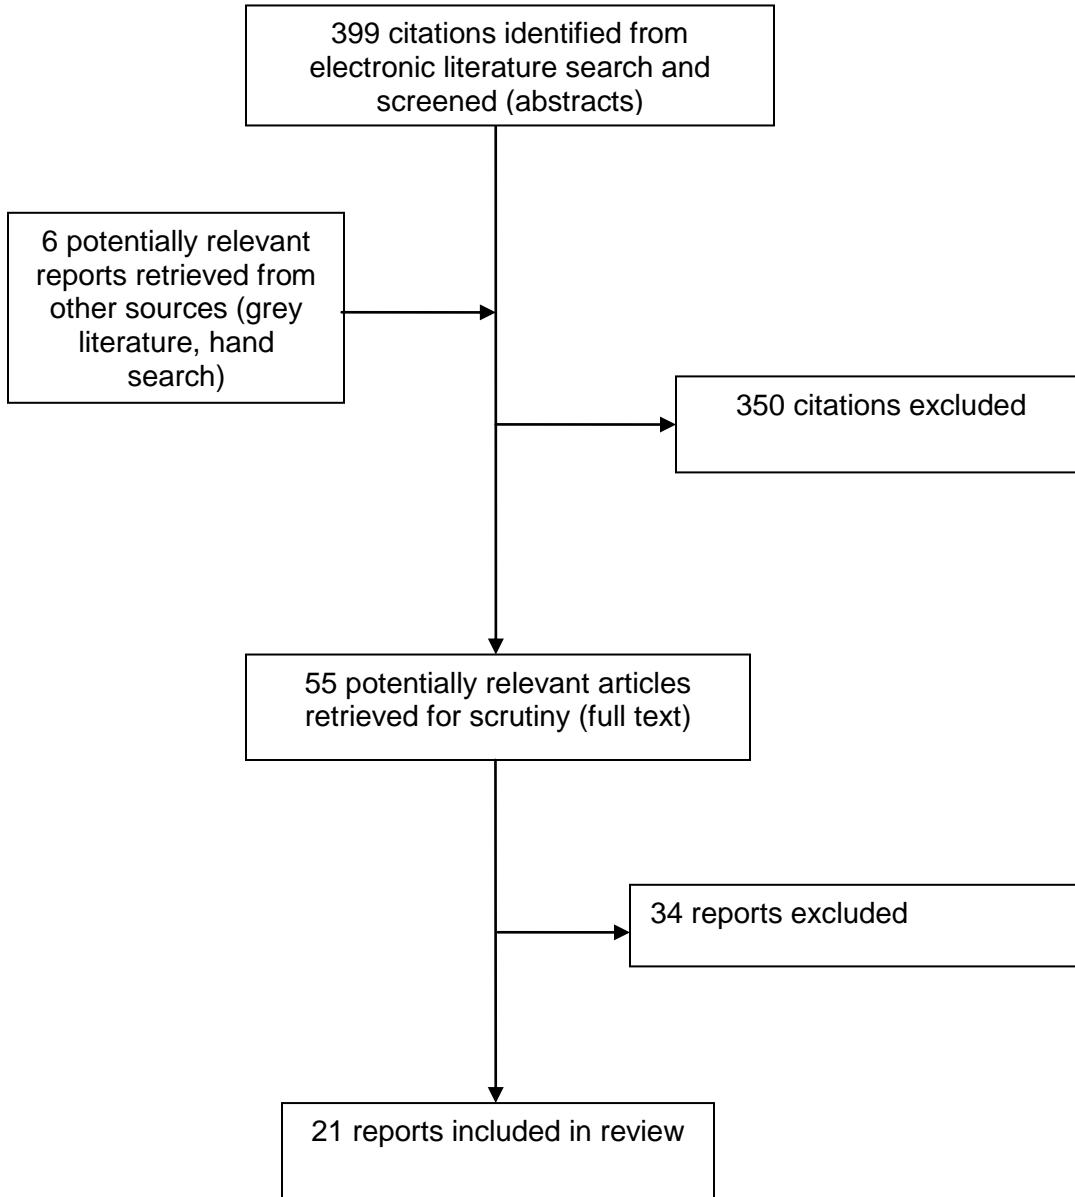 399 citations identified from
electronic literature search and
screened (abstracts)
6 potentially relevant
reports retrieved from
other sources (grey
literature, hand
search)
350 citations excluded
55 potentially relevant articles
retrieved for scrutiny (full text)
34 reports excluded
21 reports included in review